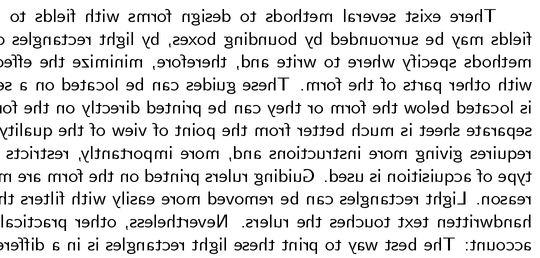 There exist several methods to design forms with fields to
fields may be surrounded by bounding boxes, by light rectangles o
methods specify where to write and, therefore, minimize the effe
with other parts of the form. These guides can be located on a se
is located below the form or they can be printed directly on the fo
separate sheet is much better from the point of view of the quality
requires giving more instructions and, more importantly, restricts
type of acquisition is used. Guiding rulers printed on the form are m
reason. Light rectangles can be removed more easily with filters th
handwritten text touches the rulers. Nevertheless, other practical
account: The best way to print these light rectangles is in a differe